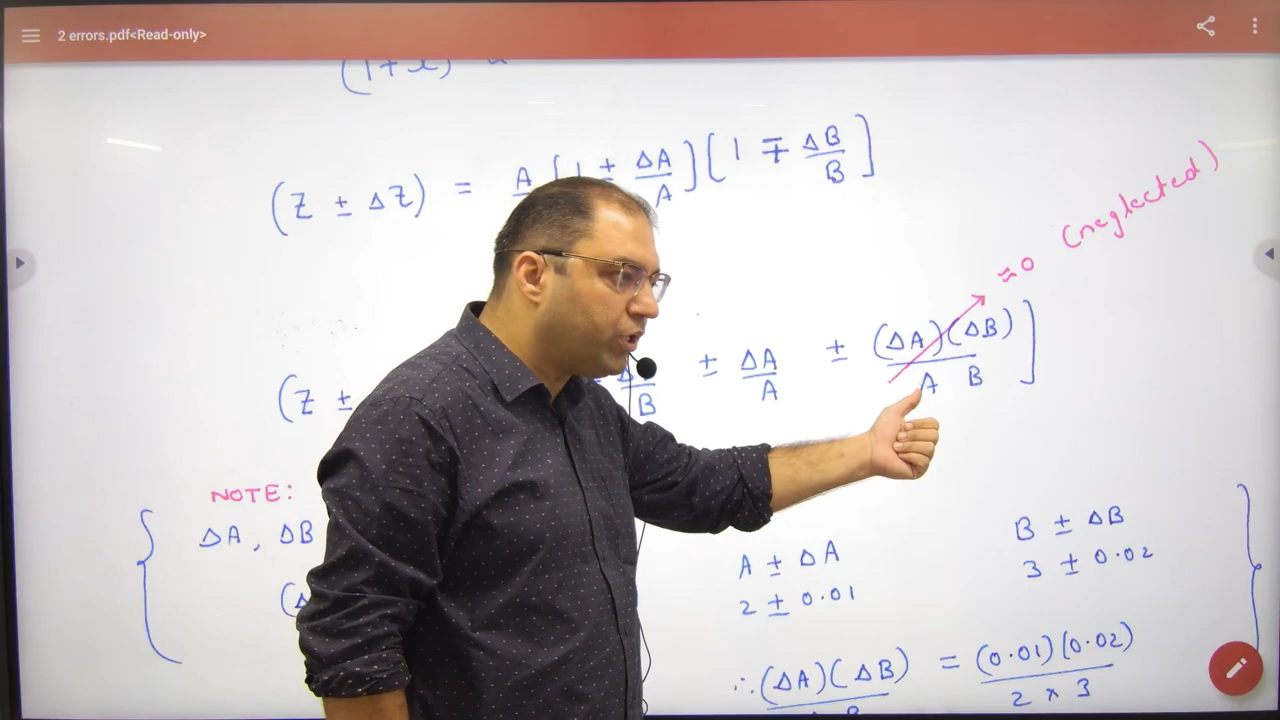 2 errors.pdf<Read-only>
(1+x)
(Z ± ΔZ) = A [1 ± ΔA/A] [1 ∓ ΔB/B]
≈0 (neglected)
(Z ± B ± ΔA/A ± (ΔA)(ΔB)/A B]
NOTE:
ΔA, ΔB
A ± ΔA
B ± ΔB
2 ± 0.01
3 ± 0.02
∴ (ΔA)(ΔB) = (0.01)(0.02)/2 × 3